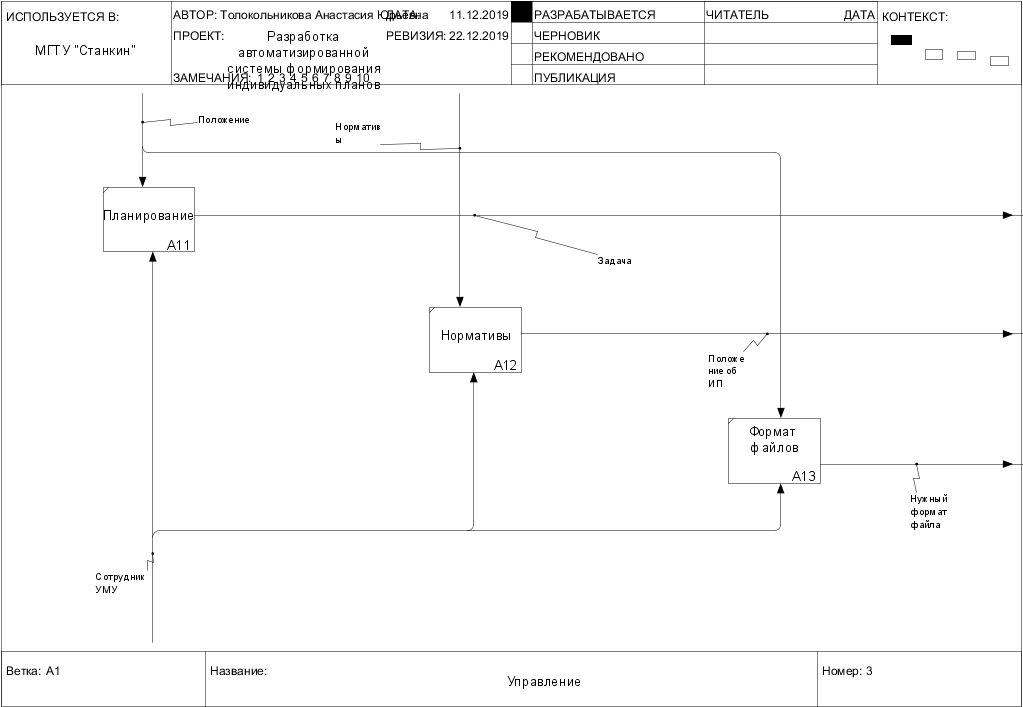 ИСПОЛЬЗУЕТСЯ В:
МГТУ "Станкин"
АВТОР: Толокольникова Анастасия Юрьевна
ДАТА: 11.12.2019
ПРОЕКТ: Разработка
автоматизированной
системы формирования
индивидуальных планов
РЕВИЗИЯ: 22.12.2019
ЗАМЕЧАНИЯ: 1 2 3 4 5 6 7 8 9 10
РАЗРАБАТЫВАЕТСЯ
ЧЕРНОВИК
РЕКОМЕНДОВАНО
ПУБЛИКАЦИЯ
ЧИТАТЕЛЬ ДАТА
КОНТЕКСТ:
Положение
Норматив
ы
Планирование
A11
Задача
Нормативы
A12
Полож е
ние об
ИП
Формат
файлов
A13
Нужный
формат
файла
Сотрудник
УМУ
Ветка: A1
Название:
Управление
Номер: 3